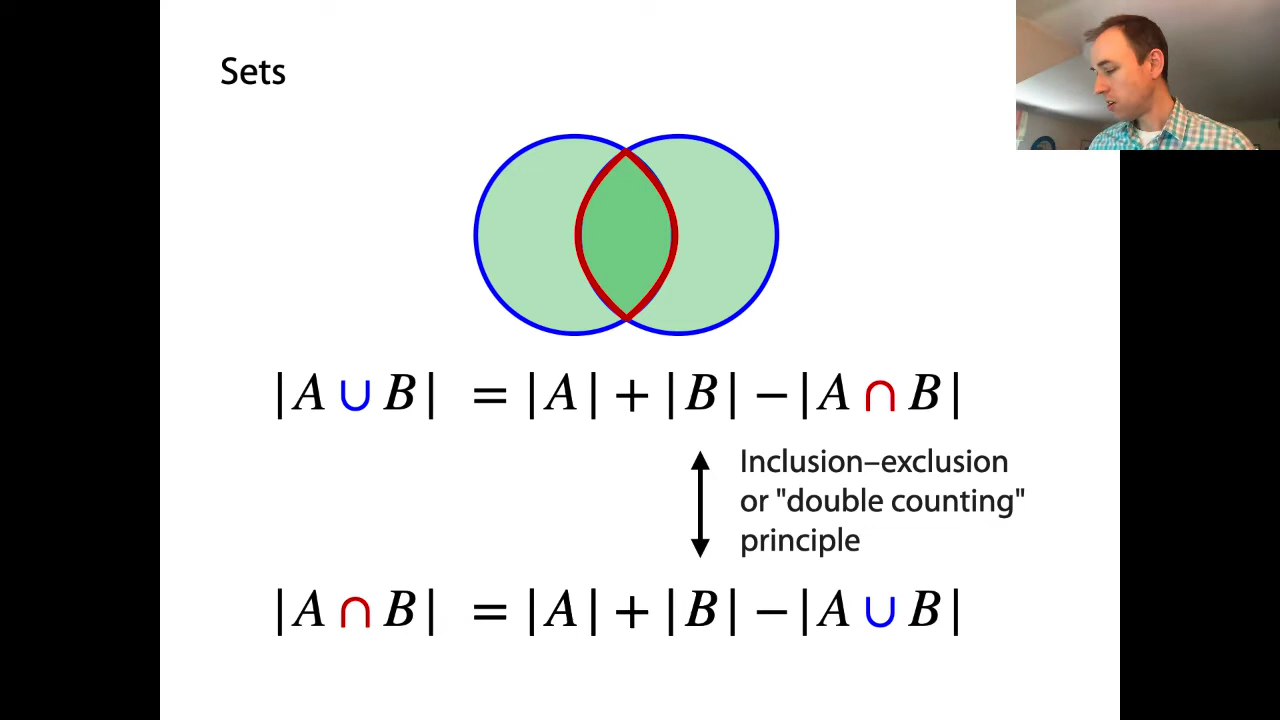 Sets
|A ∪ B| = |A| + |B| − |A ∩ B|
Inclusion–exclusion
or "double counting"
principle
|A ∩ B| = |A| + |B| − |A ∪ B|